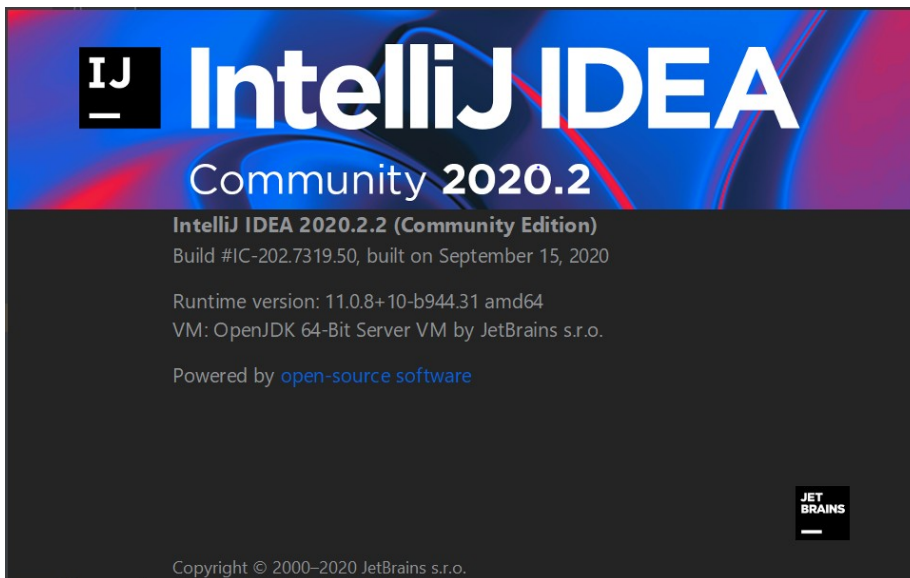 IJ
IntelliJ IDEA
Community 2020.2
IntelliJ IDEA 2020.2.2 (Community Edition)
Build #IC-202.7319.50, built on September 15, 2020
Runtime version: 11.0.8+10-b944.31 amd64
VM: OpenJDK 64-Bit Server VM by JetBrains s.r.o.
Powered by open-source software
JET
BRAINS
Copyright © 2000–2020 JetBrains s.r.o.